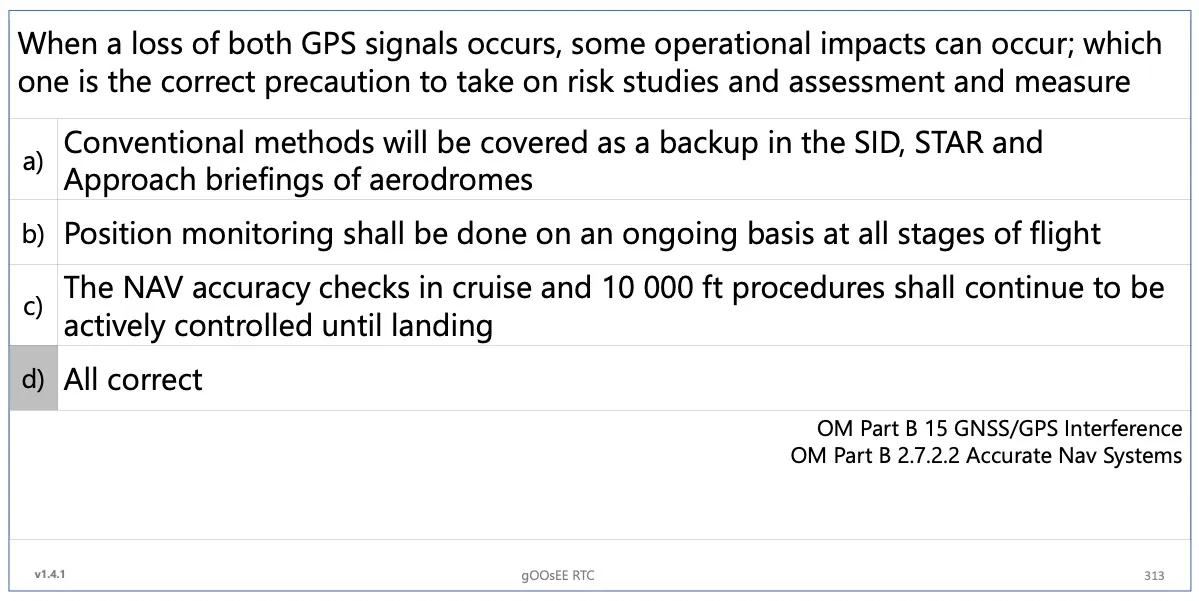 When a loss of both GPS signals occurs, some operational impacts can occur; which
one is the correct precaution to take on risk studies and assessment and measure
a) Conventional methods will be covered as a backup in the SID, STAR and
Approach briefings of aerodromes
b) Position monitoring shall be done on an ongoing basis at all stages of flight
c) The NAV accuracy checks in cruise and 10 000 ft procedures shall continue to be
actively controlled until landing
d) All correct
OM Part B 15 GNSS/GPS Interference
OM Part B 2.7.2.2 Accurate Nav Systems
v1.4.1 gOOsEE RTC 313